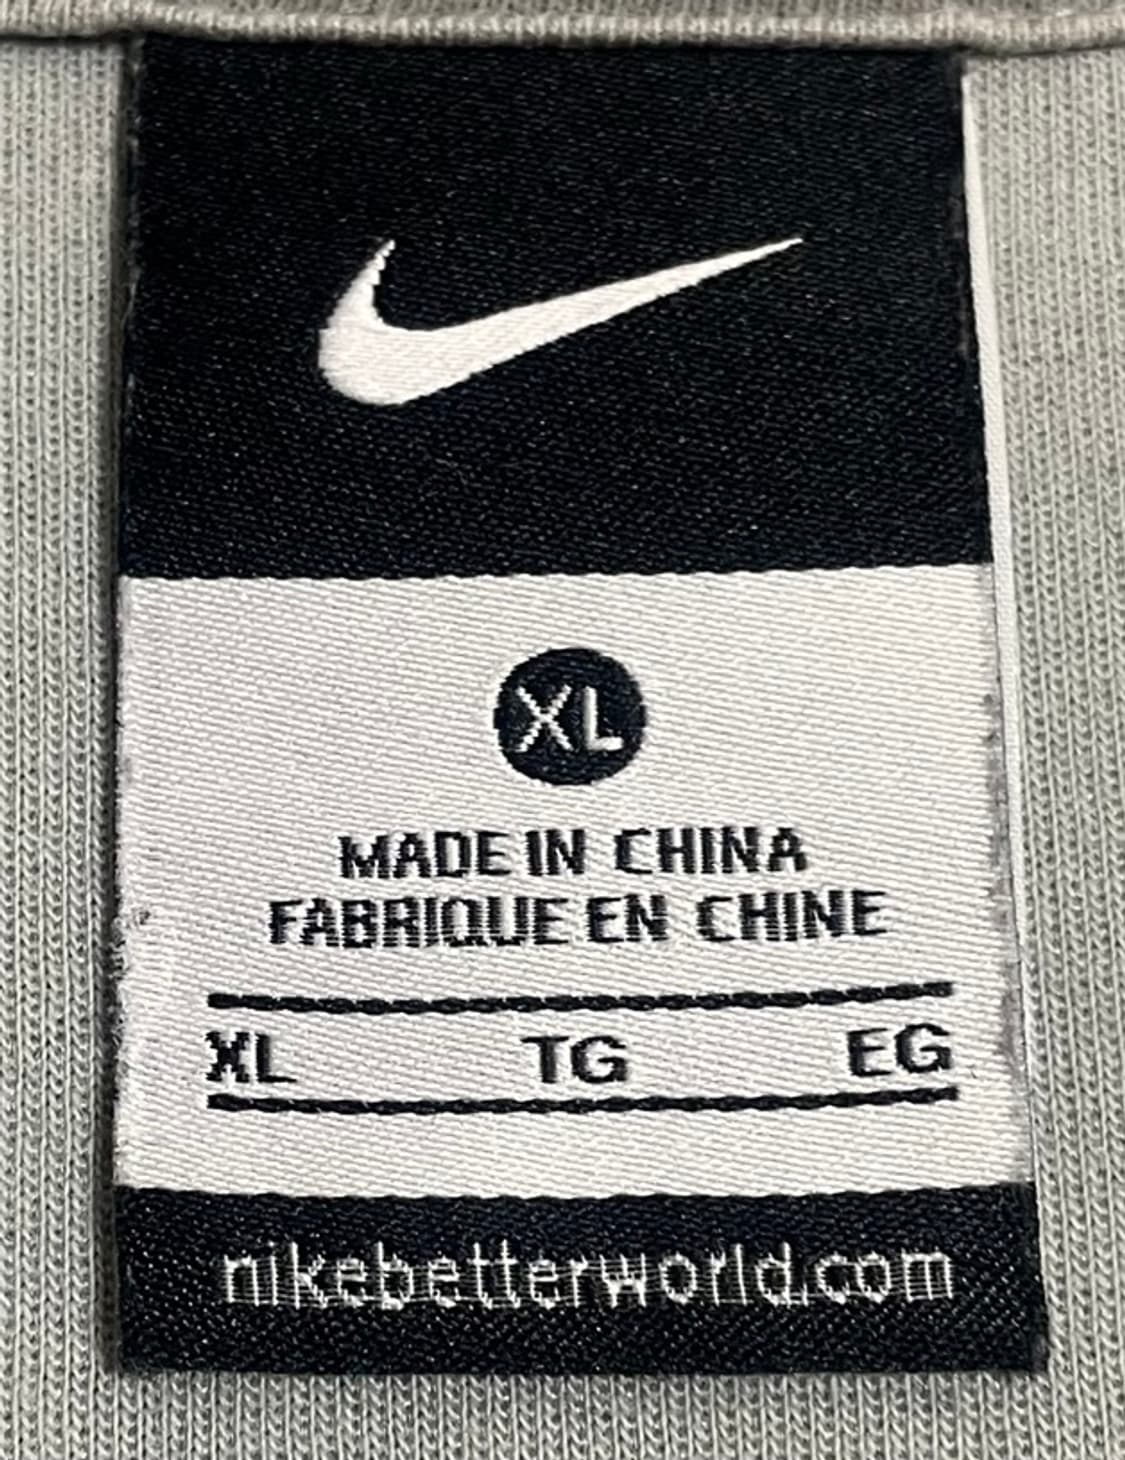 XL
MADE IN CHINA
FABRIQUE EN CHINE
XL TG EG
nikebetterworld.com